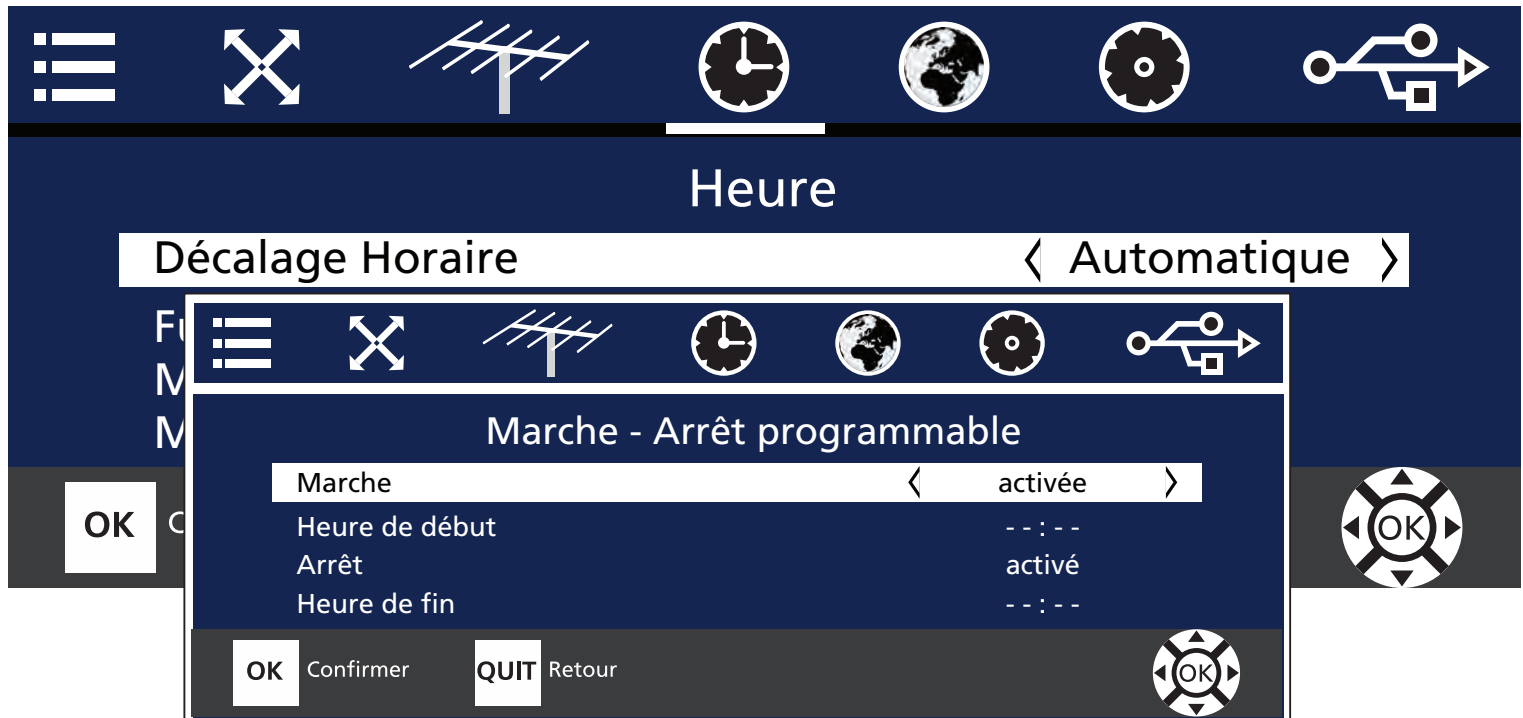 Heure
Décalage Horaire Automatique
Marche - Arrêt programmable
Marche activée
Heure de début --:--
Arrêt activé
Heure de fin --:--
OK Confirmer QUIT Retour OK
OK OK